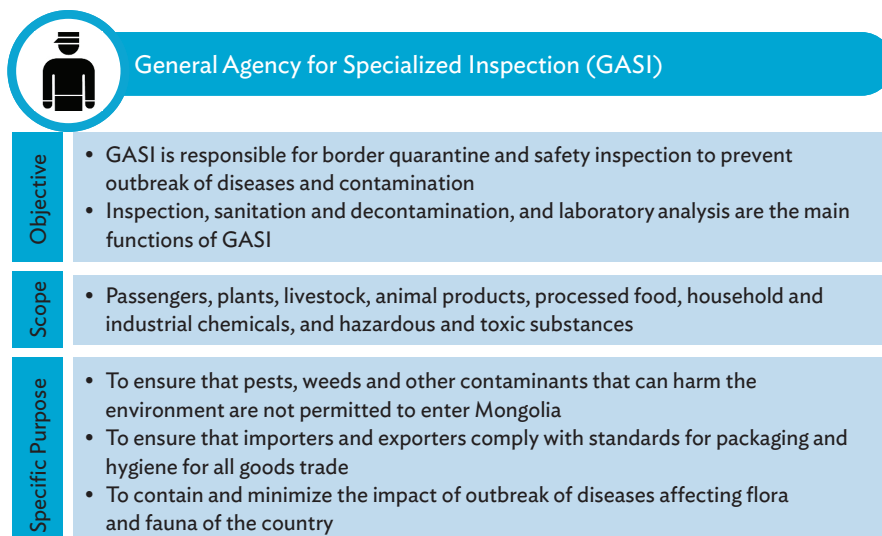 General Agency for Specialized Inspection (GASI)
Objective
• GASI is responsible for border quarantine and safety inspection to prevent
outbreak of diseases and contamination
• Inspection, sanitation and decontamination, and laboratory analysis are the main
functions of GASI
Scope
• Passengers, plants, livestock, animal products, processed food, household and
industrial chemicals, and hazardous and toxic substances
Specific Purpose
• To ensure that pests, weeds and other contaminants that can harm the
environment are not permitted to enter Mongolia
• To ensure that importers and exporters comply with standards for packaging and
hygiene for all goods trade
• To contain and minimize the impact of outbreak of diseases affecting flora
and fauna of the country